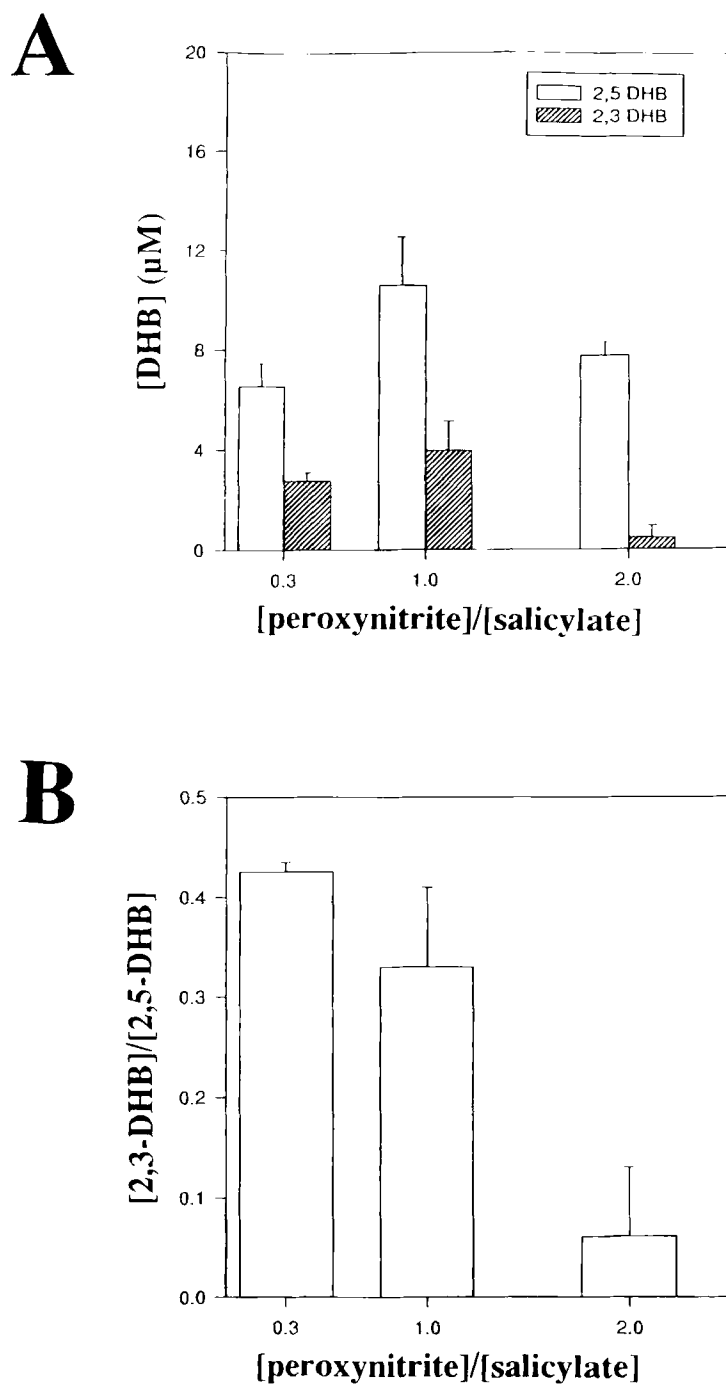 A
20
16
12
8
4
0
[DHB] (µM)
2,5 DHB
2,3 DHB
0.3
1.0
2.0
[peroxynitrite]/[salicylate]
B
0.5
0.4
0.3
0.2
0.1
0.0
[2,3-DHB]/[2,5-DHB]
0.3
1.0
2.0
[peroxynitrite]/[salicylate]